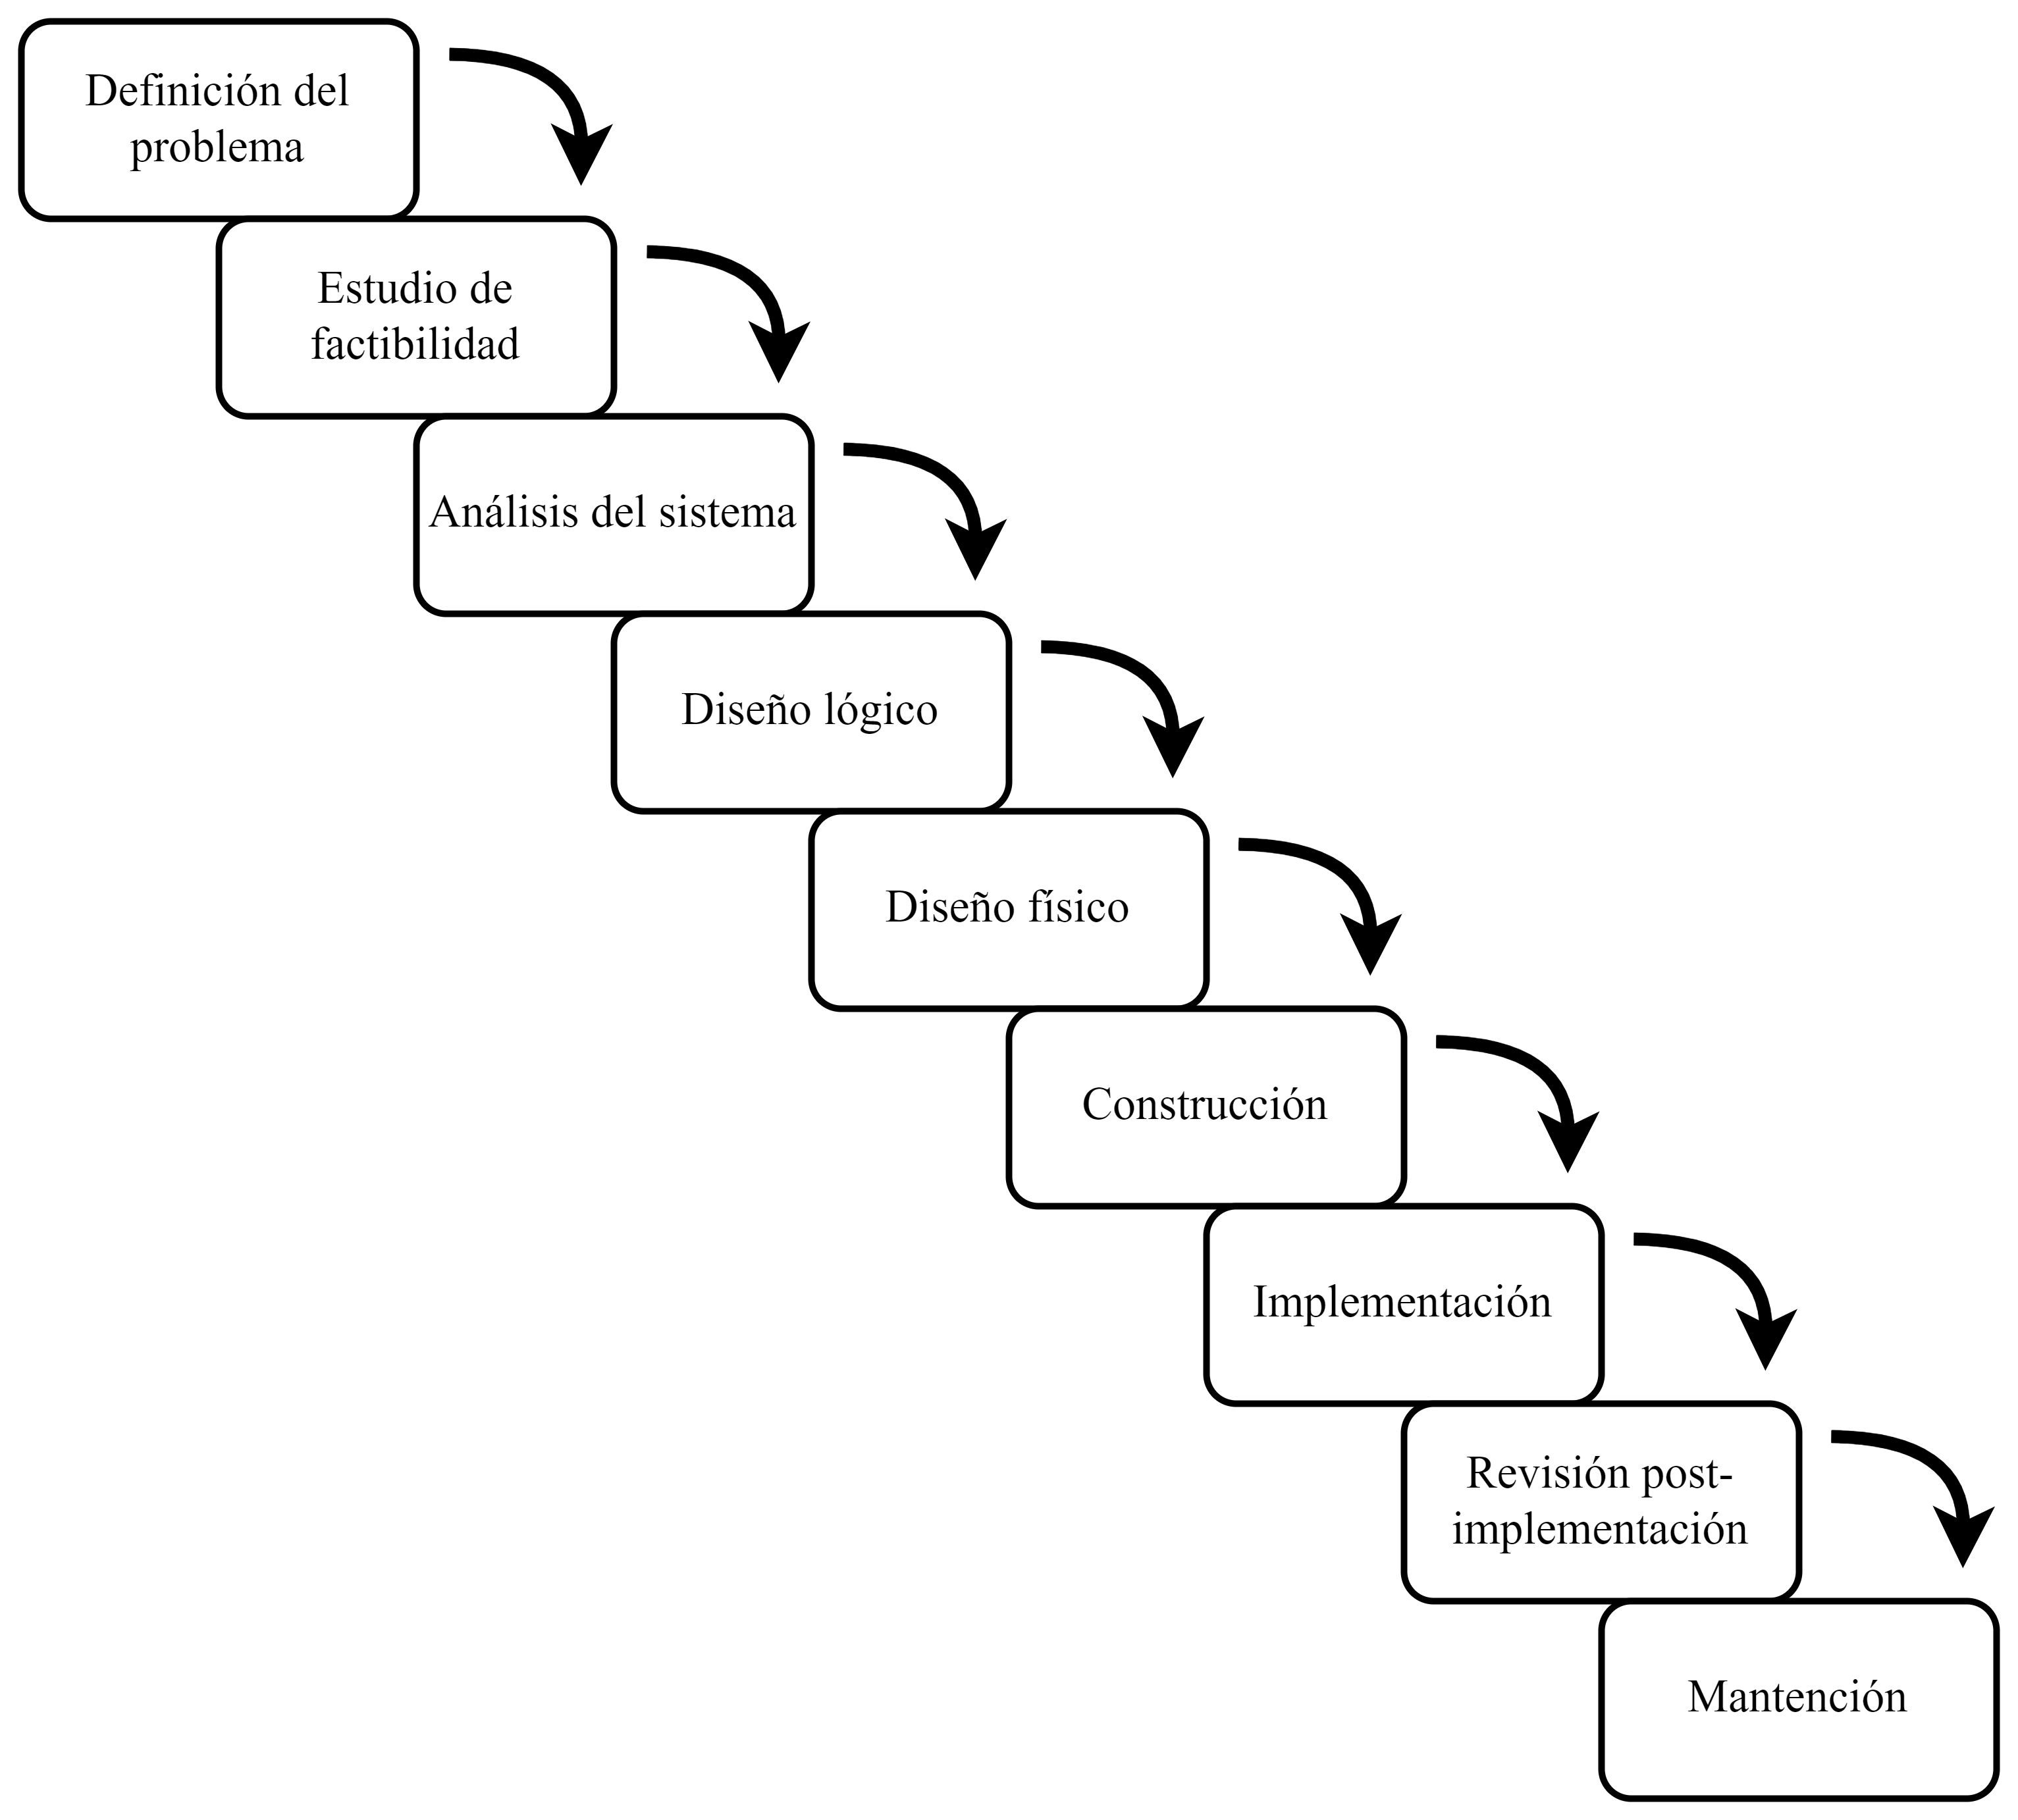 Definición del
problema
Estudio de
factibilidad
Análisis del sistema
Diseño lógico
Diseño físico
Construcción
Implementación
Revisión post-
implementación
Mantención